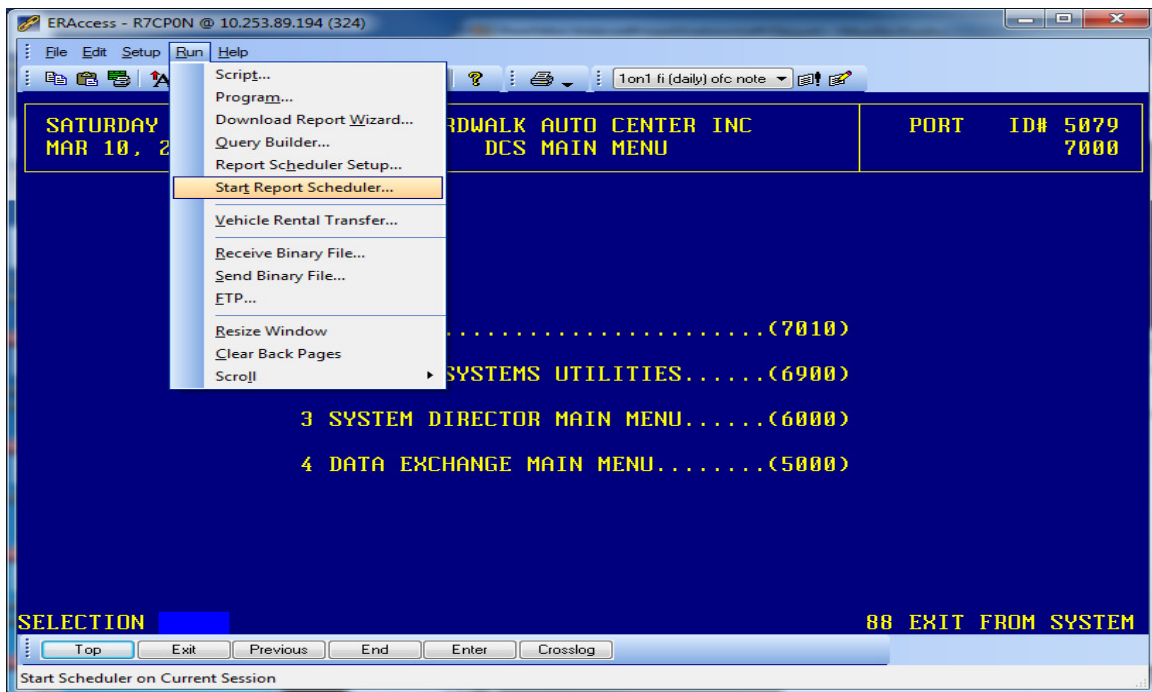 ERAccess - R7CP0N @ 10.253.89.194 (324)
File Edit Setup Run Help
1on1 fi (daily) ofc note
Script...
Program...
Download Report Wizard...
Query Builder...
Report Scheduler Setup...
Start Report Scheduler...
Vehicle Rental Transfer...
Receive Binary File...
Send Binary File...
FTP...
Resize Window
Clear Back Pages
Scroll
SATURDAY RDWALK AUTO CENTER INC PORT ID# 5079
MAR 10, 2 DCS MAIN MENU 7000
.......................(7010)
SYSTEMS UTILITIES......(6900)
3 SYSTEM DIRECTOR MAIN MENU......(6000)
4 DATA EXCHANGE MAIN MENU........(5000)
SELECTION 88 EXIT FROM SYSTEM
Top Exit Previous End Enter Crosslog
Start Scheduler on Current Session